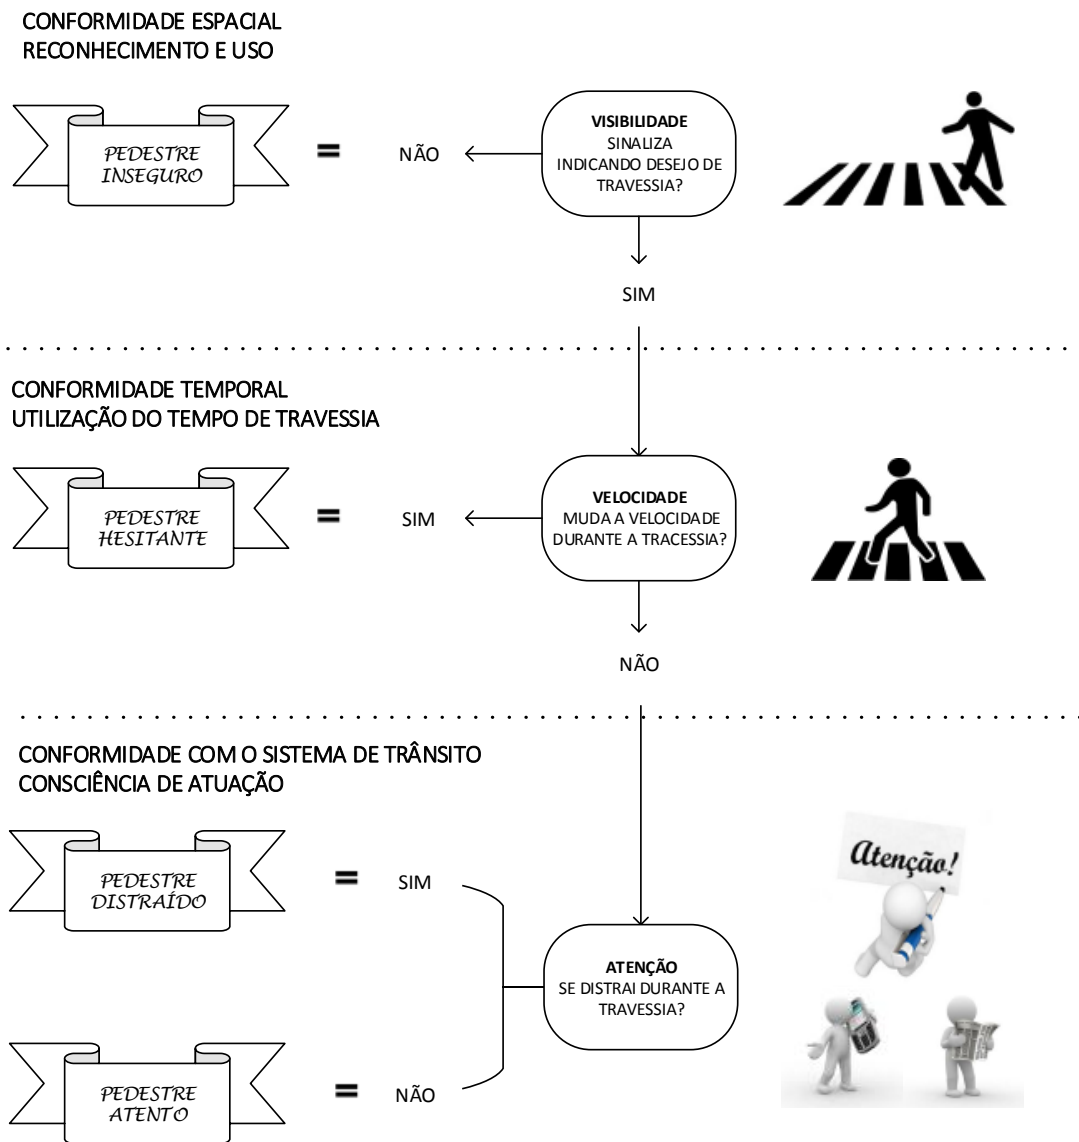 CONFORMIDADE ESPACIAL
RECONHECIMENTO E USO
PEDESTRE
INSEGURO
=
NÃO
VISIBILIDADE
SINALIZA
INDICANDO DESEJO DE
TRAVESSIA?
SIM
CONFORMIDADE TEMPORAL
UTILIZAÇÃO DO TEMPO DE TRAVESSIA
PEDESTRE
HESITANTE
=
SIM
VELOCIDADE
MUDA A VELOCIDADE
DURANTE A TRACESSIA?
NÃO
CONFORMIDADE COM O SISTEMA DE TRÂNSITO
CONSCIÊNCIA DE ATUAÇÃO
PEDESTRE
DISTRAÍDO
=
SIM
Atenção!
ATENÇÃO
SE DISTRAI DURANTE A
TRAVESSIA?
PEDESTRE
ATENTO
=
NÃO